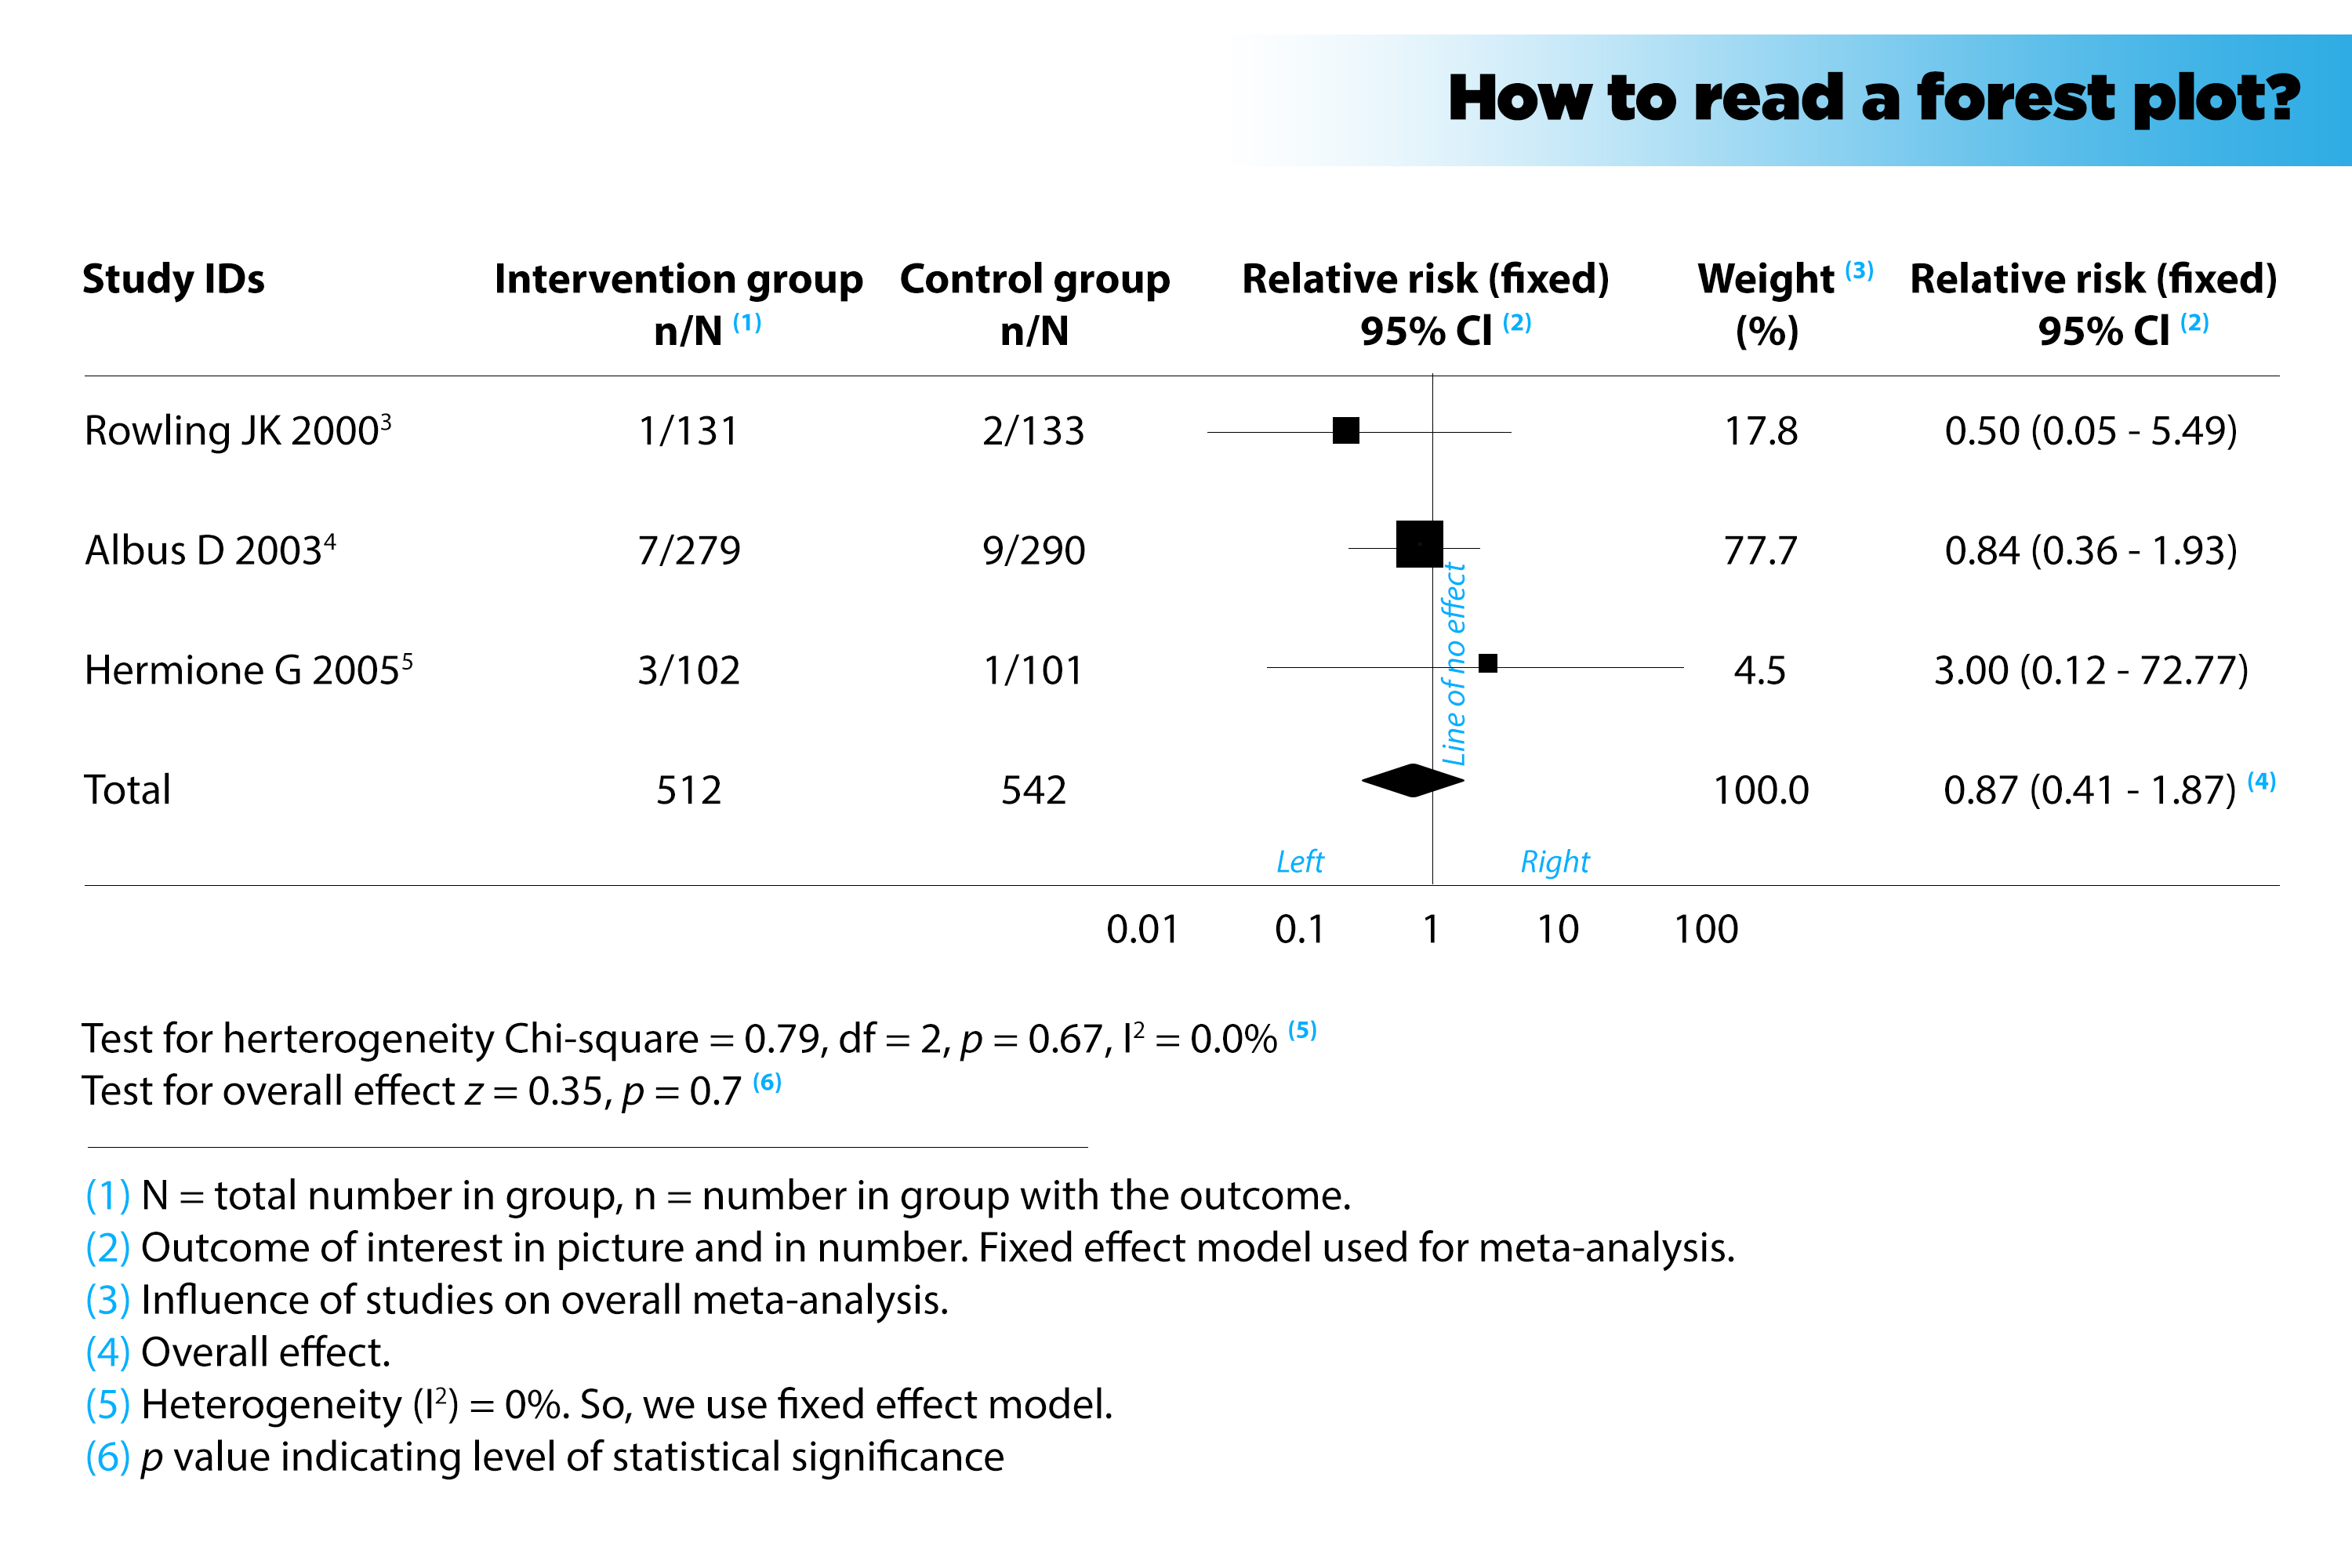 How to read a forest plot?
Study IDs Intervention group Control group Relative risk (fixed) Weight (3) Relative risk (fixed)
n/N (1) n/N 95% CI (2) (%) 95% CI (2)
Rowling JK 2000³ 1/131 2/133 17.8 0.50 (0.05 - 5.49)
Albus D 2003⁴ 7/279 9/290 77.7 0.84 (0.36 - 1.93)
Line of no effect
Hermione G 2005⁵ 3/102 1/101 4.5 3.00 (0.12 - 72.77)
Total 512 542 100.0 0.87 (0.41 - 1.87) (4)
Left Right
0.01 0.1 1 10 100
Test for herterogeneity Chi-square = 0.79, df = 2, p = 0.67, I² = 0.0% (5)
Test for overall effect z = 0.35, p = 0.7 (6)
(1) N = total number in group, n = number in group with the outcome.
(2) Outcome of interest in picture and in number. Fixed effect model used for meta-analysis.
(3) Influence of studies on overall meta-analysis.
(4) Overall effect.
(5) Heterogeneity (I²) = 0%. So, we use fixed effect model.
(6) p value indicating level of statistical significance